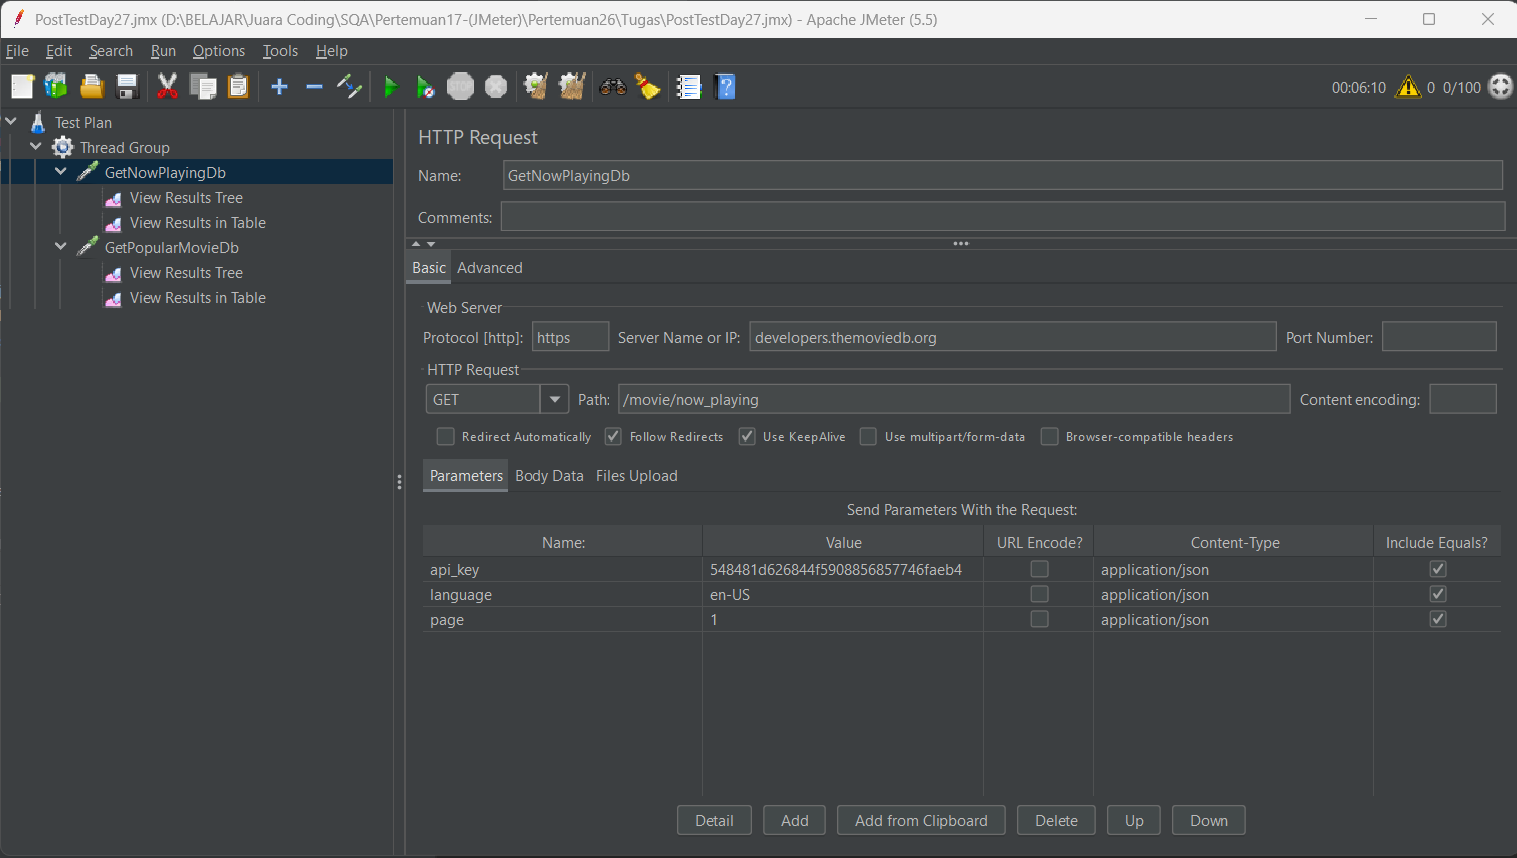 PostTestDay27.jmx (D:\BELAJAR\Juara Coding\SQA\Pertemuan17-(JMeter)\Pertemuan26\Tugas\PostTestDay27.jmx) - Apache JMeter (5.5)
File Edit Search Run Options Tools Help
00:06:10 0 0/100
Test Plan
Thread Group
GetNowPlayingDb
View Results Tree
View Results in Table
GetPopularMovieDb
View Results Tree
View Results in Table
HTTP Request
Name: GetNowPlayingDb
Comments:
Basic Advanced
Web Server
Protocol [http]: https Server Name or IP: developers.themoviedb.org Port Number:
HTTP Request
GET Path: /movie/now_playing Content encoding:
Redirect Automatically Follow Redirects Use KeepAlive Use multipart/form-data Browser-compatible headers
Parameters Body Data Files Upload
Send Parameters With the Request:
Name: Value URL Encode? Content-Type Include Equals?
api_key 548481d626844f5908856857746faeb4 application/json
language en-US application/json
page 1 application/json
Detail Add Add from Clipboard Delete Up Down